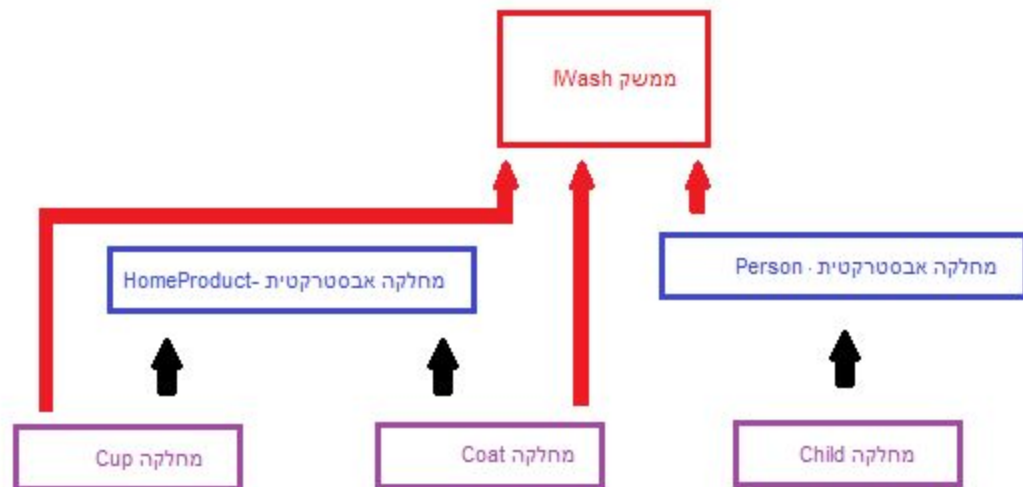 ממשק IWash
מחלקה אבסטרקטית -HomeProduct
מחלקה אבסטרקטית - Person
מחלקה Cup
מחלקה Coat
מחלקה Child